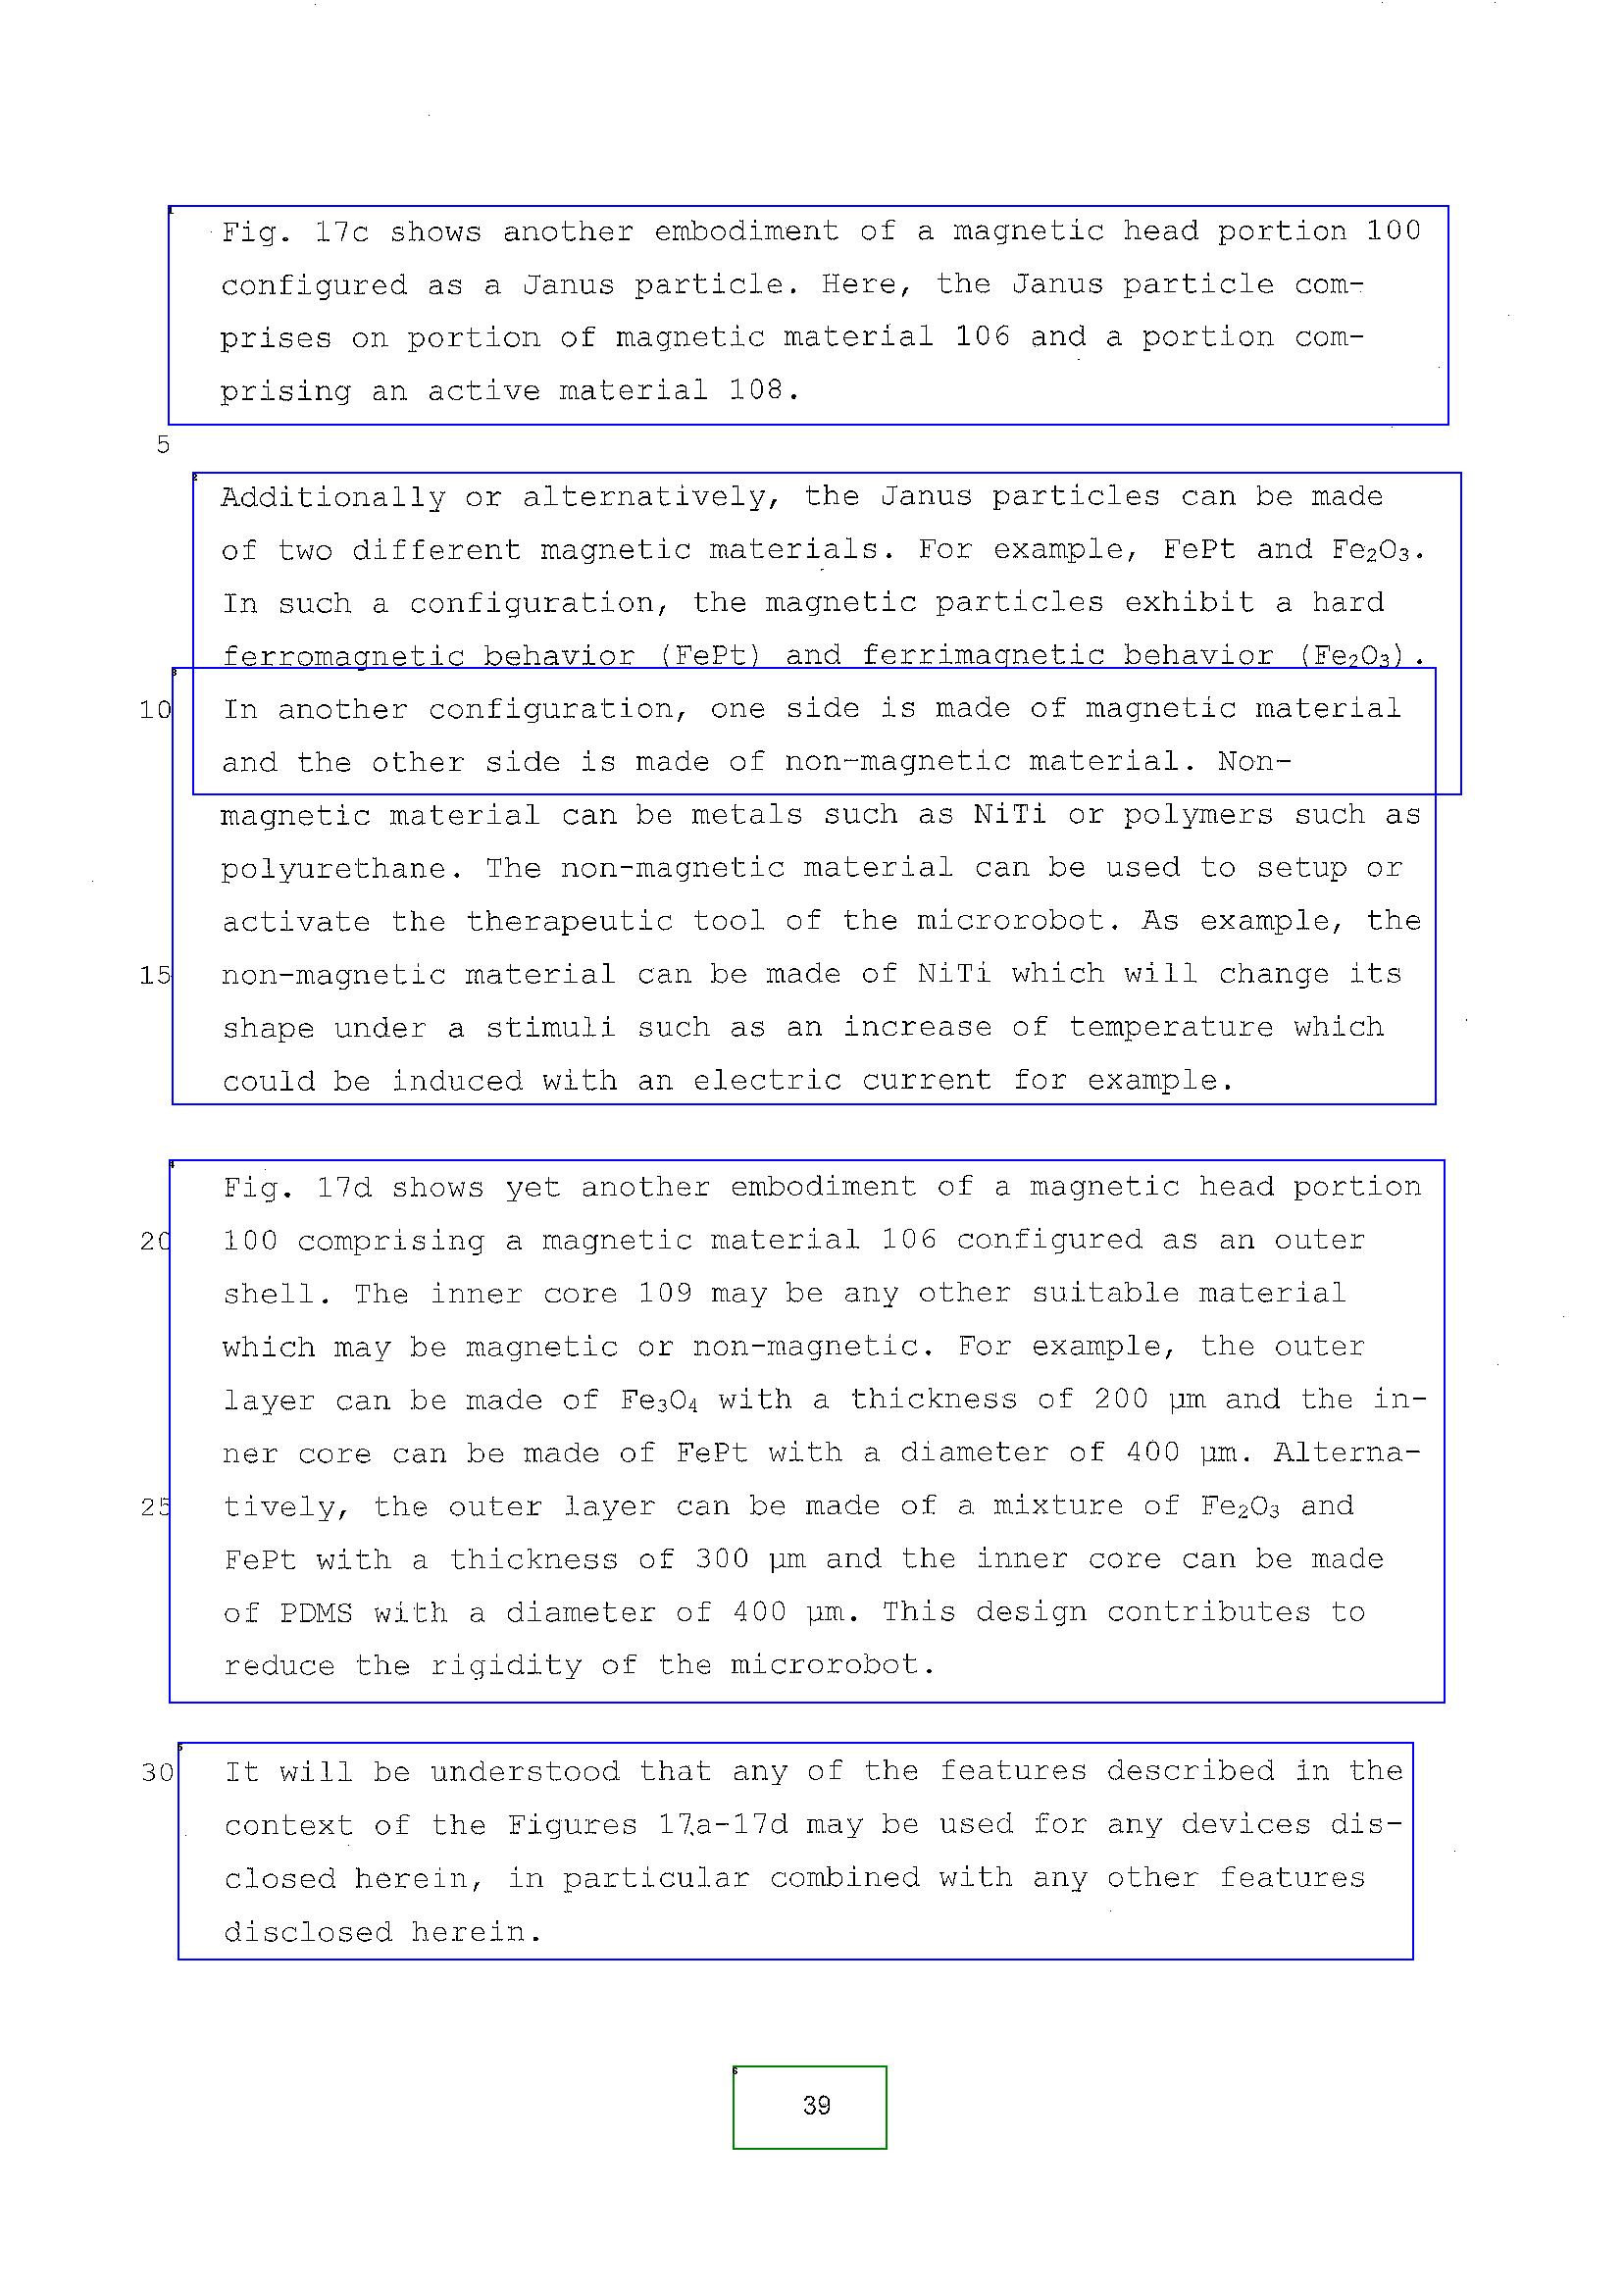 Fig. 17c shows another embodiment of a magnetic head portion 100
configured as a Janus particle. Here, the Janus particle com-
prises on portion of magnetic material 106 and a portion com-
prising an active material 108.
5
Additionally or alternatively, the Janus particles can be made
of two different magnetic materials. For example, FePt and Fe₂O₃.
In such a configuration, the magnetic particles exhibit a hard
ferromagnetic behavior (FePt) and ferrimagnetic behavior (Fe₂O₃).
10 In another configuration, one side is made of magnetic material
and the other side is made of non-magnetic material. Non-
magnetic material can be metals such as NiTi or polymers such as
polyurethane. The non-magnetic material can be used to setup or
activate the therapeutic tool of the microrobot. As example, the
15 non-magnetic material can be made of NiTi which will change its
shape under a stimuli such as an increase of temperature which
could be induced with an electric current for example.
Fig. 17d shows yet another embodiment of a magnetic head portion
20 100 comprising a magnetic material 106 configured as an outer
shell. The inner core 109 may be any other suitable material
which may be magnetic or non-magnetic. For example, the outer
layer can be made of Fe₃O₄ with a thickness of 200 µm and the in-
ner core can be made of FePt with a diameter of 400 µm. Alterna-
25 tively, the outer layer can be made of a mixture of Fe₂O₃ and
FePt with a thickness of 300 µm and the inner core can be made
of PDMS with a diameter of 400 µm. This design contributes to
reduce the rigidity of the microrobot.
30 It will be understood that any of the features described in the
context of the Figures 17a-17d may be used for any devices dis-
closed herein, in particular combined with any other features
disclosed herein.
39